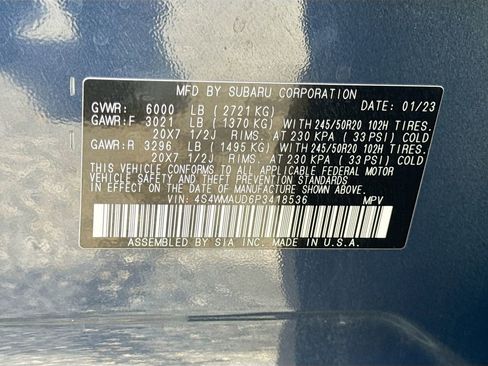 MFD BY SUBARU CORPORATION
GVWR: 6000 LB (2721 KG) DATE: 01/23
GAWR:F 3021 LB (1370 KG) WITH 245/50R20 102H TIRES.
20X7 1/2J RIMS. AT 230 KPA (33 PSI) COLD
GAWR:R 3296 LB (1495 KG) WITH 245/50R20 102H TIRES.
20X7 1/2J RIMS. AT 230 KPA (33 PSI) COLD
THIS VEHICLE CONFORMS TO ALL APPLICABLE FEDERAL MOTOR
VEHICLE SAFETY STANDARDS IN EFFECT ON THE
DATE OF MANUFACTURE SHOWN ABOVE.
VIN: 4S4WMAUD6P3418536 MPV
ASSEMBLED BY SIA INC. MADE IN U.S.A.